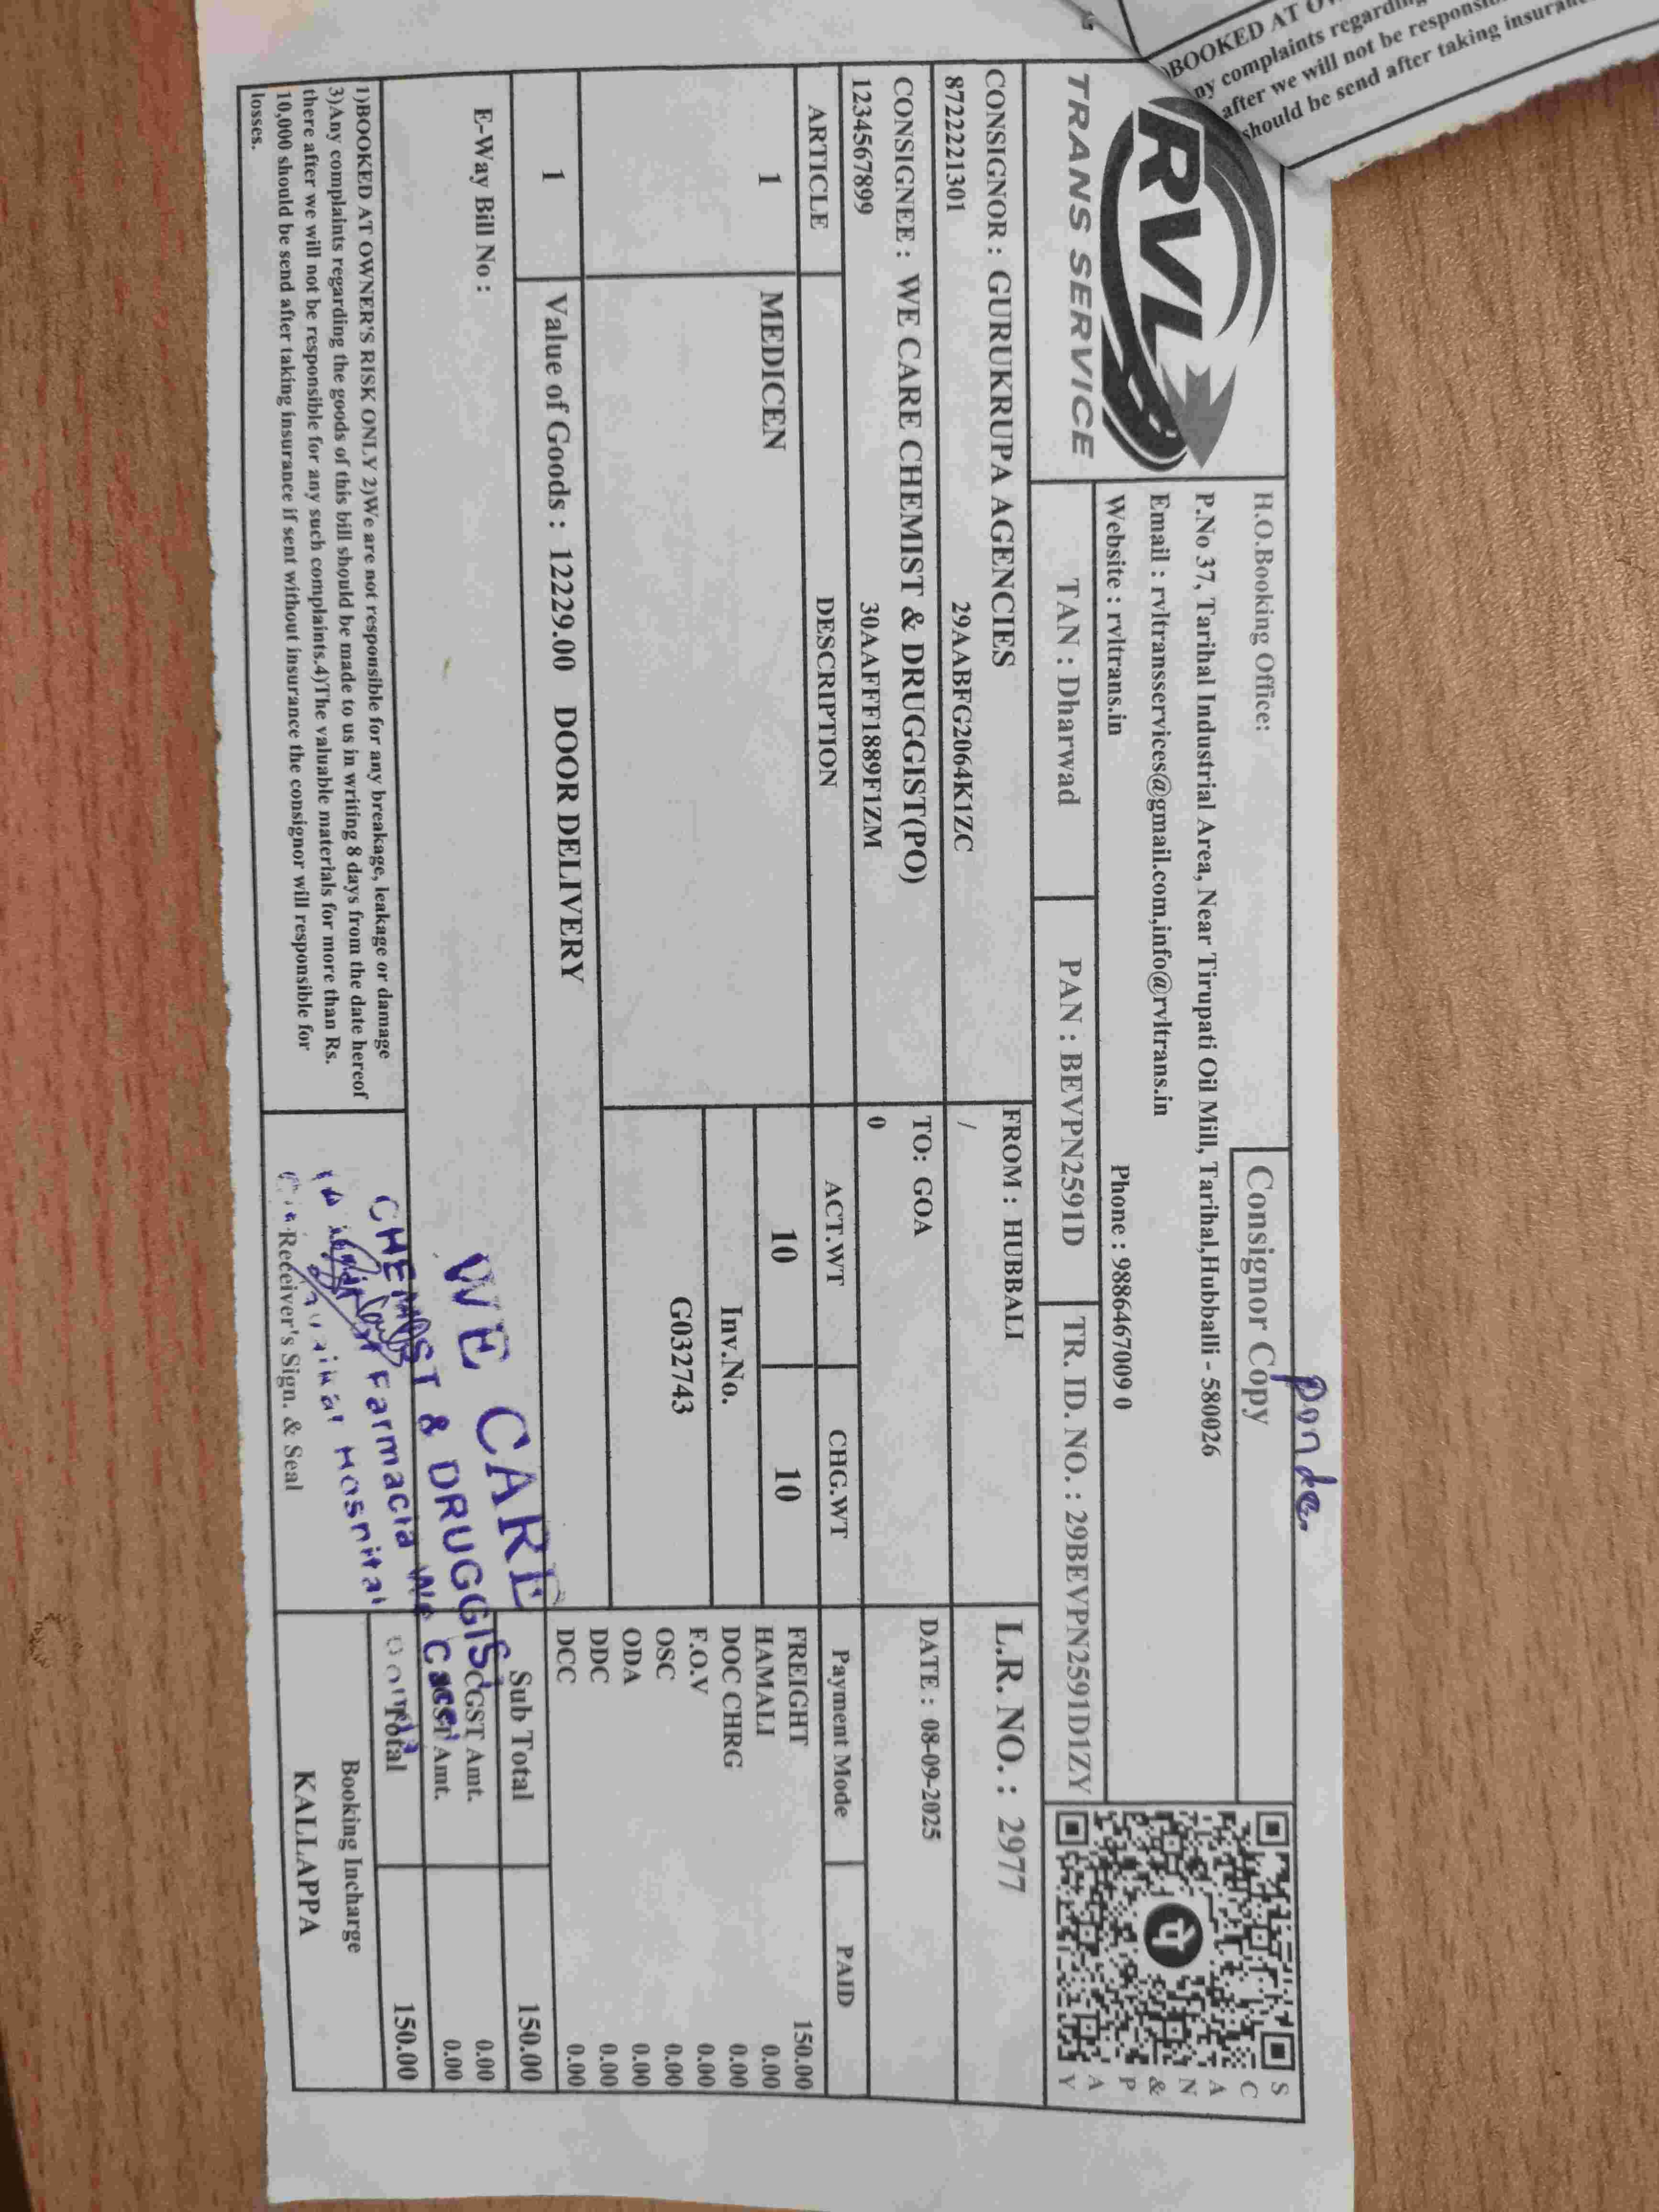 Ponda.
BOOKED AT
ny complaints regarding
after we will not be
should be send after taking
RVL
TRANS SERVICE
H.O.Booking Office:
Consignor Copy
P.No 37, Tarihal Industrial Area, Near Tirupati Oil Mill, Tarihal,Hubballi - 580026
Email : rvltransservices@gmail.com,info@rvltrans.in
Website : rvltrans.in Phone : 9886467009 0
SCAN & PAY
TAN : Dharwad PAN : BEVPN2591D TR. ID. NO. : 29BEVPN2591D1ZY
CONSIGNOR : GURUKRUPA AGENCIES FROM : HUBBALI L.R. NO. : 2977
8722221301 29AABFG2064K1ZC /
CONSIGNEE : WE CARE CHEMIST & DRUGGIST(PO) TO: GOA DATE : 08-09-2025
1234567899 30AAFFF1889F1ZM 0
ARTICLE DESCRIPTION ACT.WT CHG.WT Payment Mode PAID
1 MEDICEN 10 10 FREIGHT 150.00
HAMALI 0.00
Inv.No. DOC CHRG 0.00
F.O.V 0.00
G032743 OSC 0.00
ODA 0.00
DDC 0.00
DCC 0.00
1 Value of Goods : 12229.00 DOOR DELIVERY
Sub Total 150.00
E-Way Bill No :
CGST Amt. 0.00
Amt. 0.00
Total 150.00
WE CARE
CHEMIST & DRUGGIS
Farmacia
Hospital
1)BOOKED AT OWNER'S RISK ONLY 2)We are not responsible for any breakage, leakage or damage
3)Any complaints regarding the goods of this bill should be made to us in writing 8 days from the date hereof
there after we will not be responsible for any such complaints.4)The valuable materials for more than Rs.
10,000 should be send after taking insurance if sent without insurance the consignor will responsible for
losses.
Receiver's Sign. & Seal
Booking Incharge
KALLAPPA